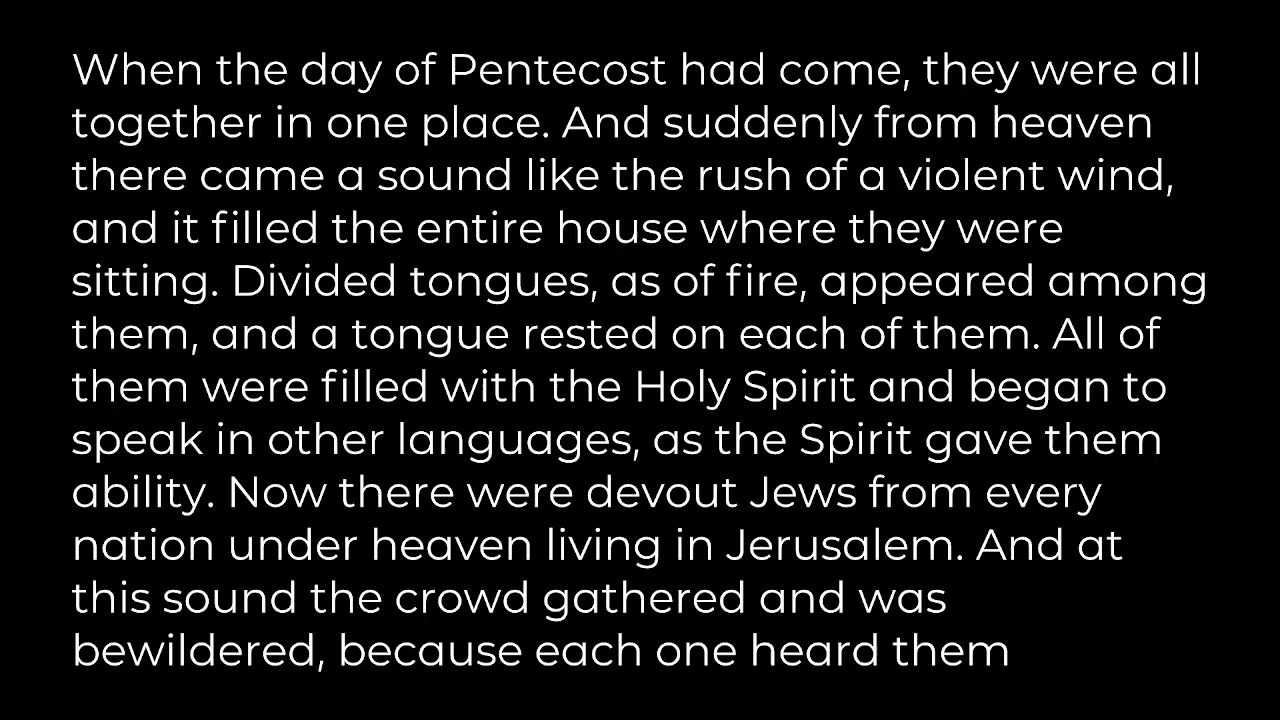 When the day of Pentecost had come, they were all
together in one place. And suddenly from heaven
there came a sound like the rush of a violent wind,
and it filled the entire house where they were
sitting. Divided tongues, as of fire, appeared among
them, and a tongue rested on each of them. All of
them were filled with the Holy Spirit and began to
speak in other languages, as the Spirit gave them
ability. Now there were devout Jews from every
nation under heaven living in Jerusalem. And at
this sound the crowd gathered and was
bewildered, because each one heard them